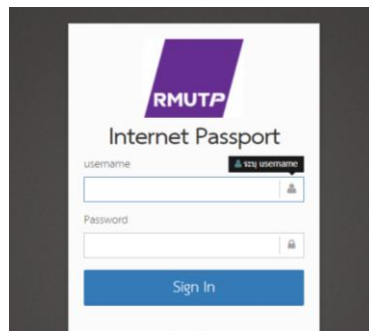 RMUTP
Internet Passport
username
ระบุ username
Password
Sign In